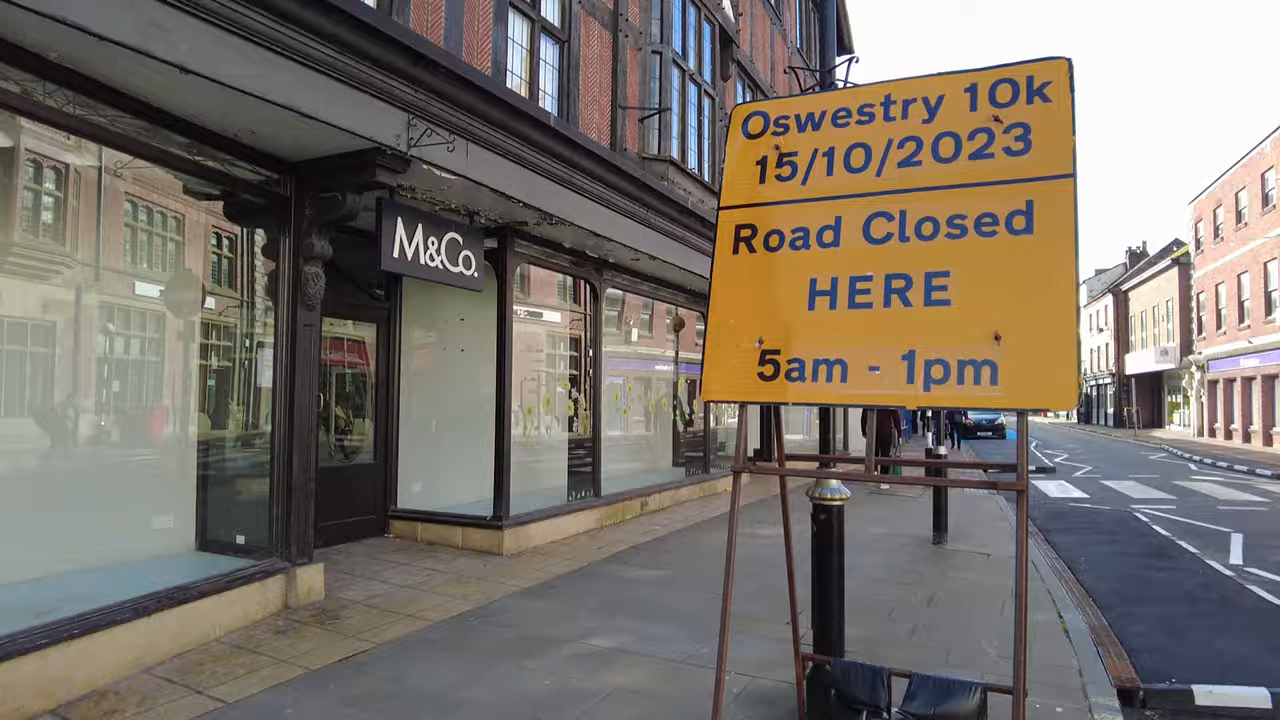 M&Co.
Oswestry 10k
15/10/2023
Road Closed
HERE
5am - 1pm